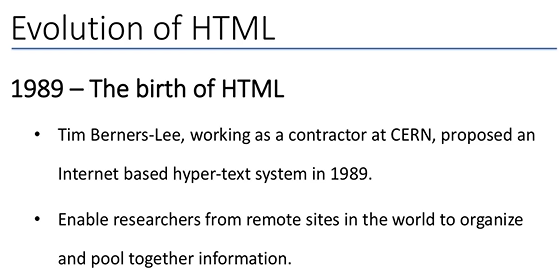 Evolution of HTML
1989 – The birth of HTML
• Tim Berners-Lee, working as a contractor at CERN, proposed an
Internet based hyper-text system in 1989.
• Enable researchers from remote sites in the world to organize
and pool together information.